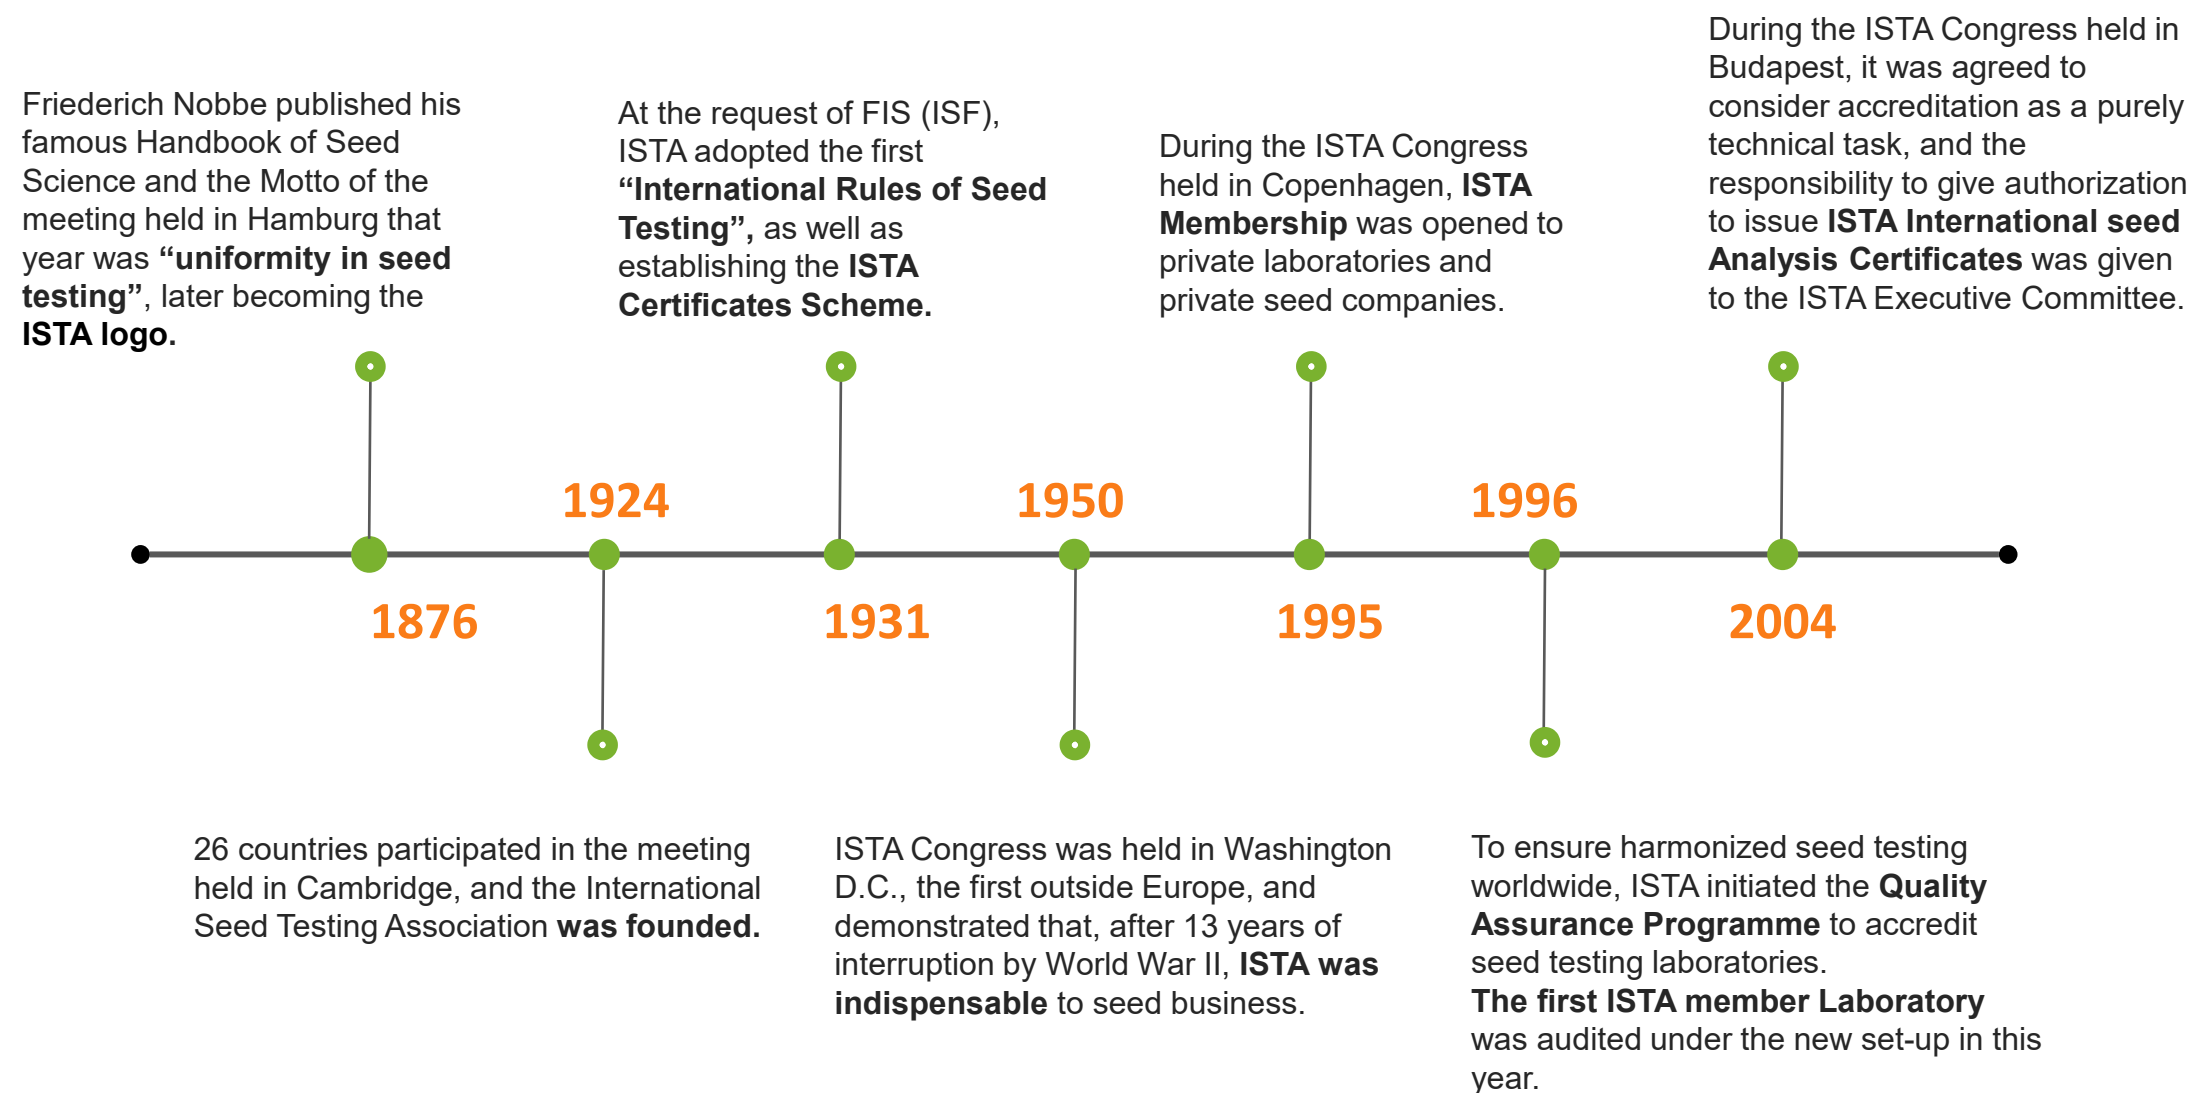 Friederich Nobbe published his
famous Handbook of Seed
Science and the Motto of the
meeting held in Hamburg that
year was “uniformity in seed
testing”, later becoming the
ISTA logo.
At the request of FIS (ISF),
ISTA adopted the first
“International Rules of Seed
Testing”, as well as
establishing the ISTA
Certificates Scheme.
During the ISTA Congress
held in Copenhagen, ISTA
Membership was opened to
private laboratories and
private seed companies.
During the ISTA Congress held in
Budapest, it was agreed to
consider accreditation as a purely
technical task, and the
responsibility to give authorization
to issue ISTA International seed
Analysis Certificates was given
to the ISTA Executive Committee.
1924
1950
1996
1876
1931
1995
2004
26 countries participated in the meeting
held in Cambridge, and the International
Seed Testing Association was founded.
ISTA Congress was held in Washington
D.C., the first outside Europe, and
demonstrated that, after 13 years of
interruption by World War II, ISTA was
indispensable to seed business.
To ensure harmonized seed testing
worldwide, ISTA initiated the Quality
Assurance Programme to accredit
seed testing laboratories.
The first ISTA member Laboratory
was audited under the new set-up in this
year.